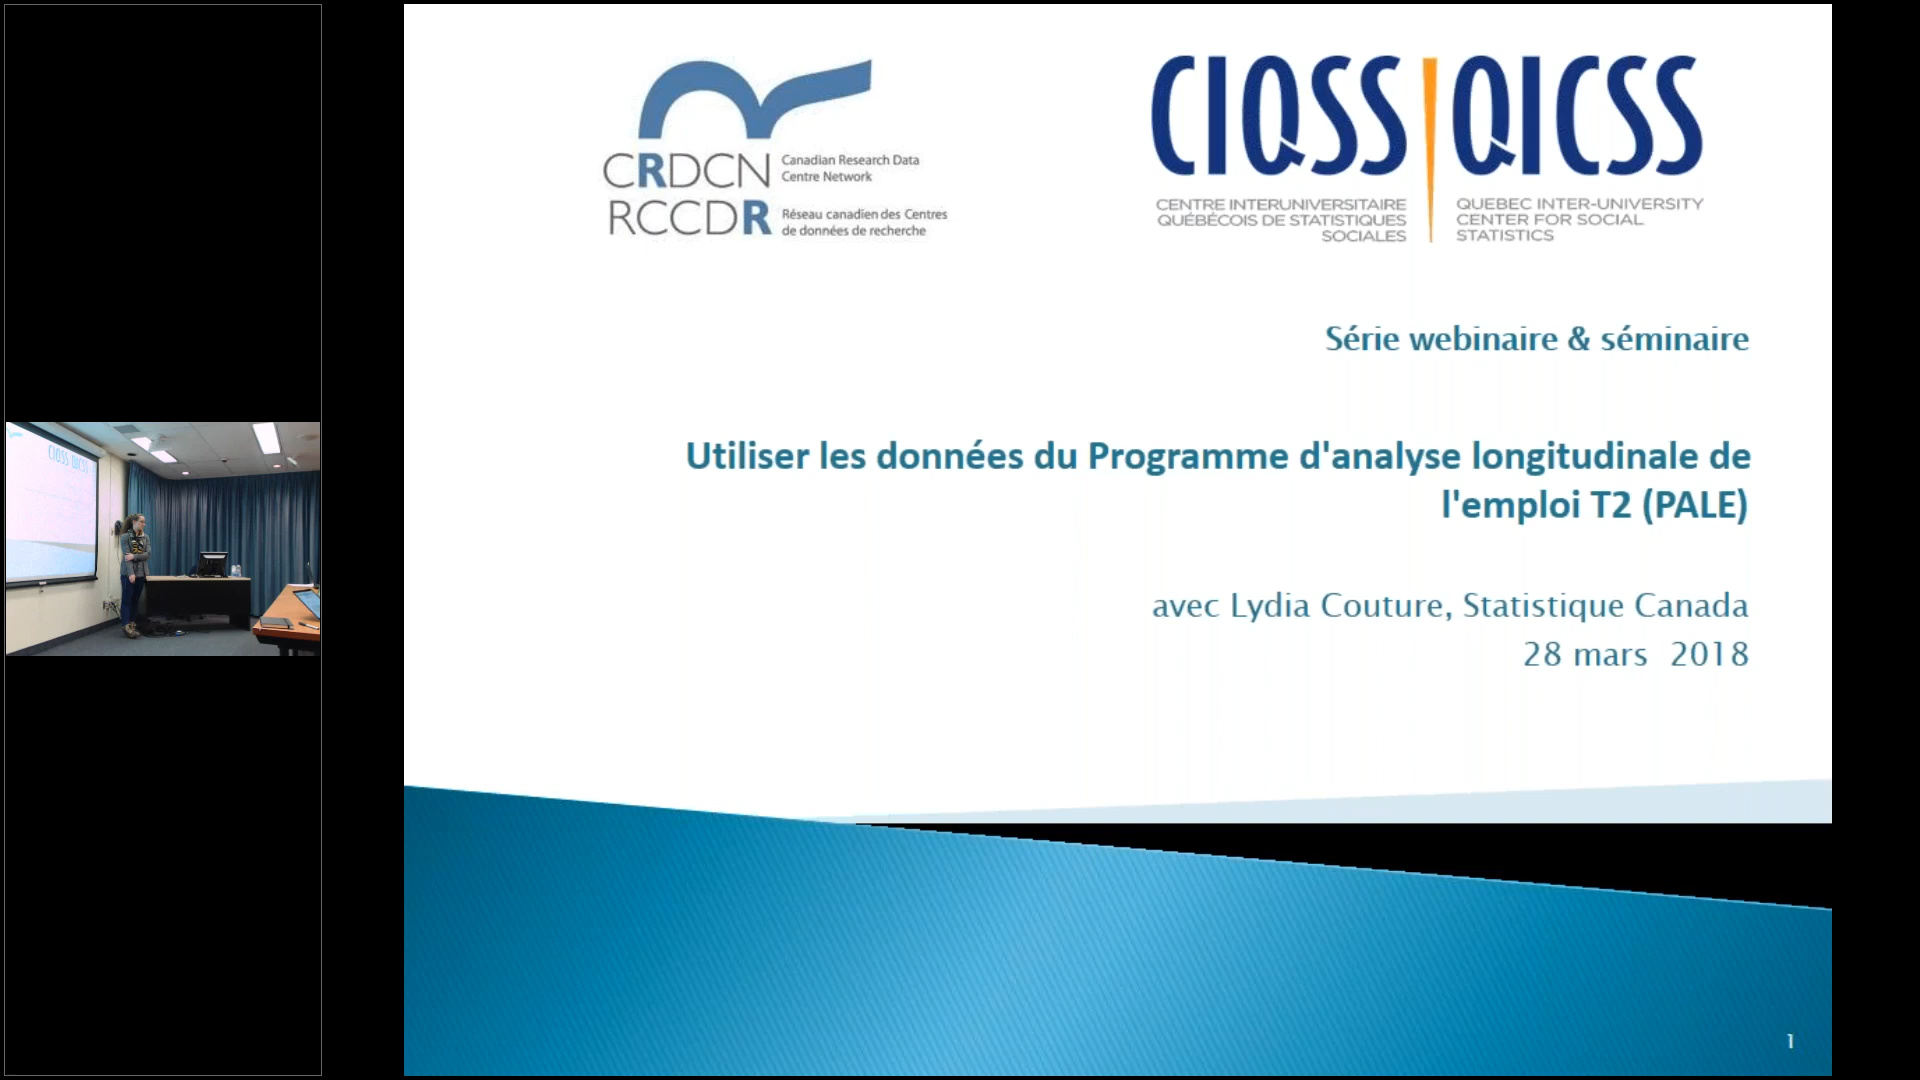 CRDCN Canadian Research Data
Centre Network
RCCDR Réseau canadien des Centres
de données de recherche
CIQSS QICSS
CENTRE INTERUNIVERSITAIRE
QUÉBÉCOIS DE STATISTIQUES
SOCIALES
QUEBEC INTER-UNIVERSITY
CENTER FOR SOCIAL
STATISTICS
Série webinaire & séminaire
Utiliser les données du Programme d'analyse longitudinale de
l'emploi T2 (PALE)
avec Lydia Couture, Statistique Canada
28 mars 2018
1
CIQSS QICSS